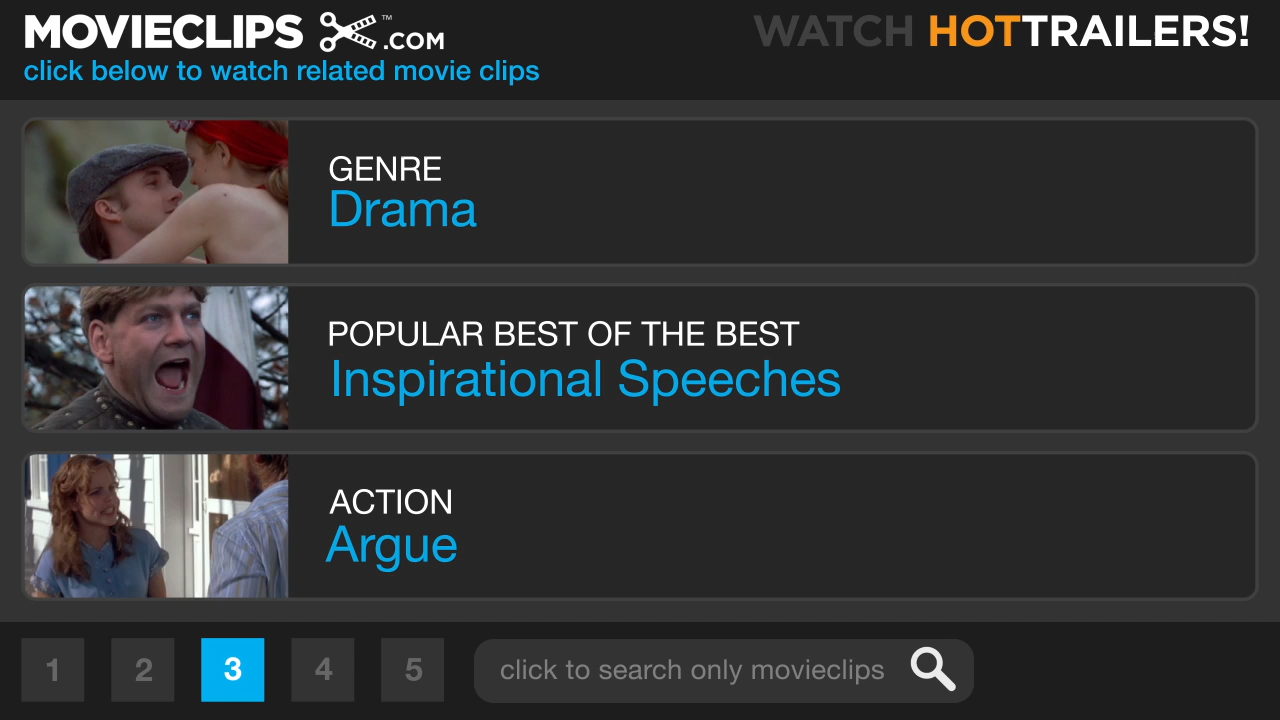 MOVIECLIPS ™ .COM
WATCH HOTTRAILERS!
click below to watch related movie clips
GENRE
Drama
POPULAR BEST OF THE BEST
Inspirational Speeches
ACTION
Argue
1 2 3 4 5 click to search only movieclips